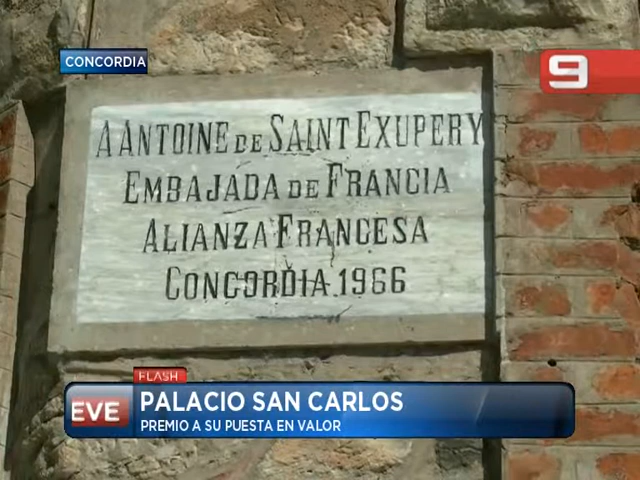 CONCORDIA
9
A ANTOINE DE SAINT EXUPERY
EMBAJADA DE FRANCIA
ALIANZA FRANCESA
CONCORDIA.1966
FLASH
EVE
PALACIO SAN CARLOS
PREMIO A SU PUESTA EN VALOR